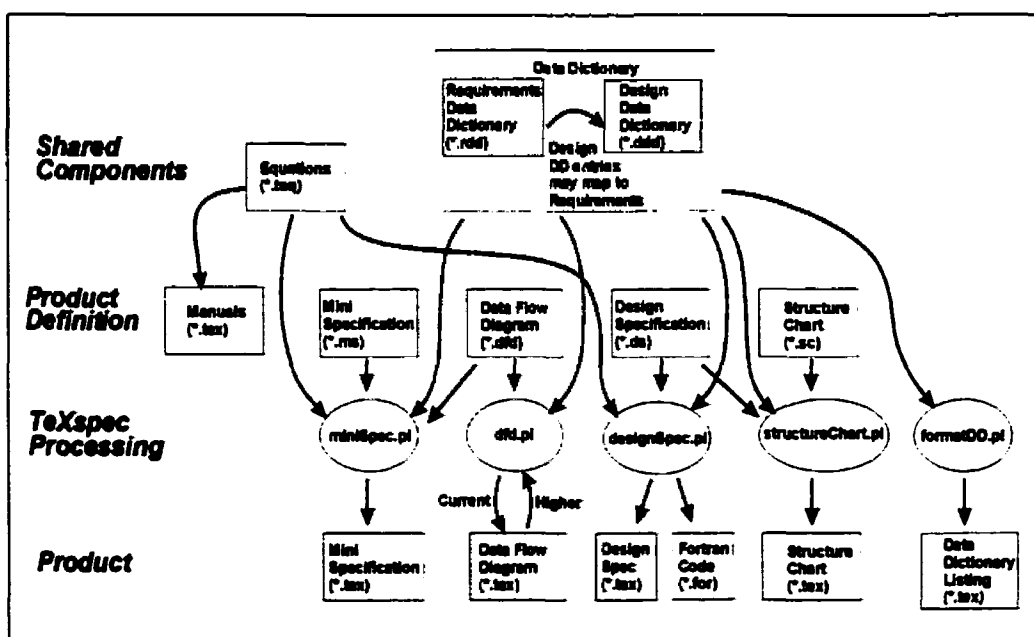 Data Dictionary
Requirements
Data
Dictionary
(*.rdd)
Design
Data
Dictionary
(*.ddd)
Design
DD entries
may map to
Requirements
Shared
Components
Equations
(*.teq)
Product
Definition
Manuals
(*.tex)
Mini
Specification
(*.ms)
Data Flow
Diagram
(*.dfd)
Design
Specification
(*.ds)
Structure
Chart
(*.sc)
TeXspec
Processing
miniSpec.pl
dfd.pl
designSpec.pl
structureChart.pl
formatDD.pl
Current
Higher
Product
Mini
Specification
(*.tex)
Data Flow
Diagram
(*.tex)
Design
Spec
(*.tex)
Fortran
Code
(*.for)
Structure
Chart
(*.tex)
Data
Dictionary
Listing
(*.tex)